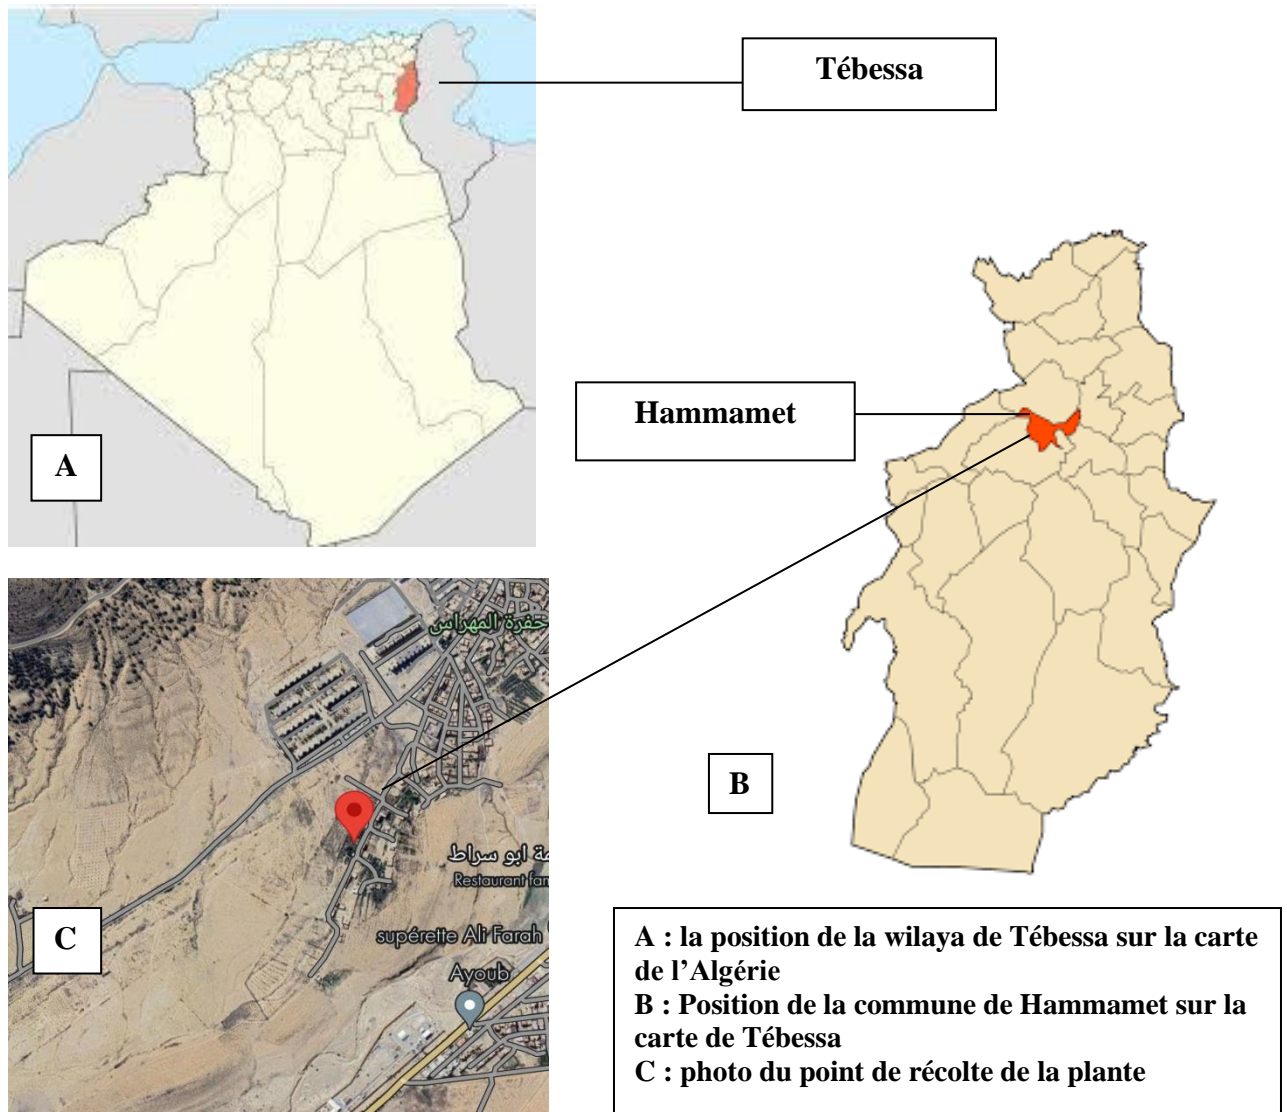 Tébessa
A
Hammamet
B
حفرة المهراس
مة ابو سراط
Restaurant fan
supérette Ali Farah
Ayoub
C
A : la position de la wilaya de Tébessa sur la carte
de l’Algérie
B : Position de la commune de Hammamet sur la
carte de Tébessa
C : photo du point de récolte de la plante